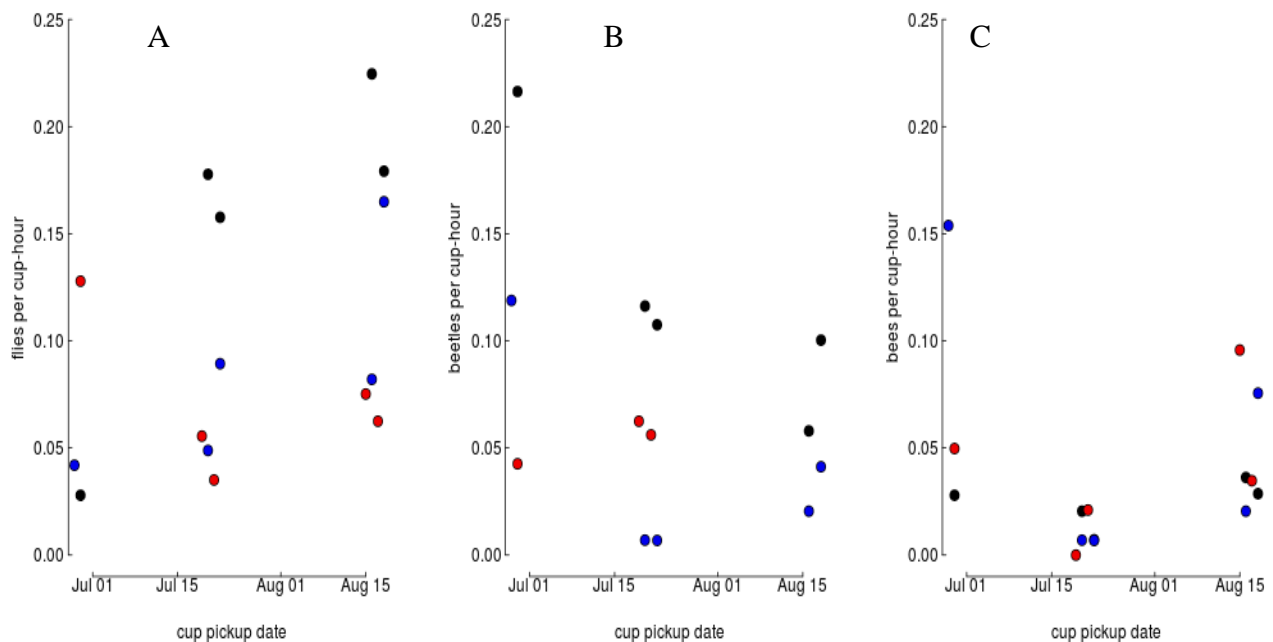 A
flies per cup-hour
0.25
0.20
0.15
0.10
0.05
0.00
Jul 01 Jul 15 Aug 01 Aug 15
cup pickup date
B
beetles per cup-hour
0.25
0.20
0.15
0.10
0.05
0.00
Jul 01 Jul 15 Aug 01 Aug 15
cup pickup date
C
bees per cup-hour
0.25
0.20
0.15
0.10
0.05
0.00
Jul 01 Jul 15 Aug 01 Aug 15
cup pickup date